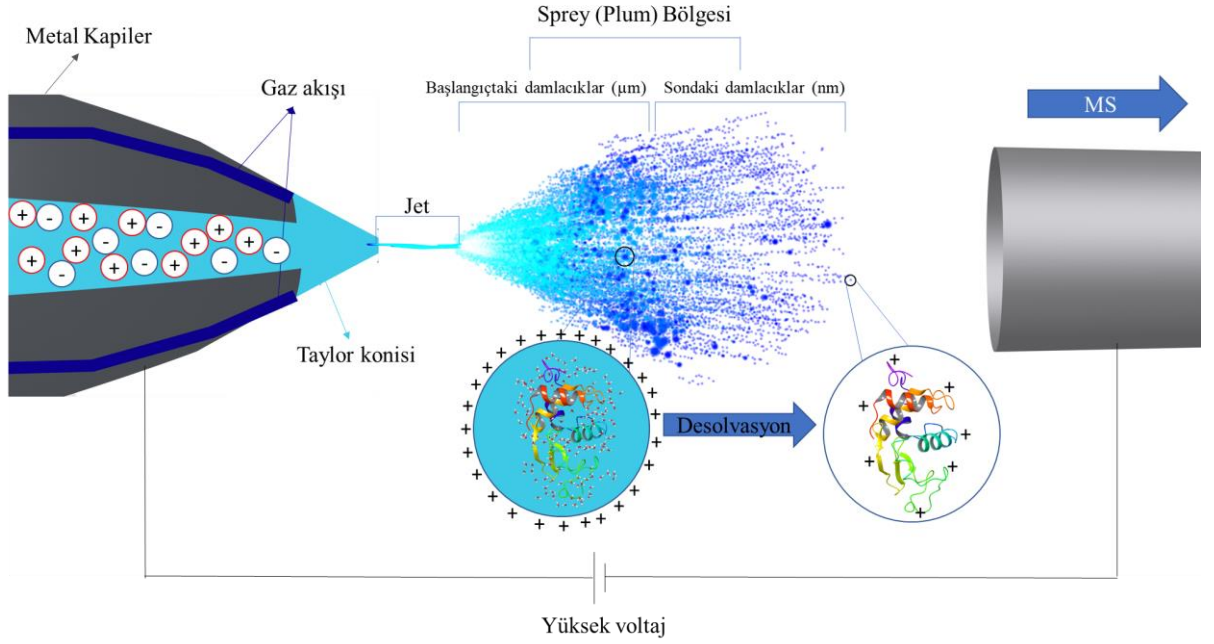 Sprey (Plum) Bölgesi
Metal Kapiler
Gaz akışı
Başlangıçtaki damlacıklar (µm)
Sondaki damlacıklar (nm)
MS
Jet
+ - + + - + + -
+ - + - + - + -
Taylor konisi
Desolvasyon
Yüksek voltaj